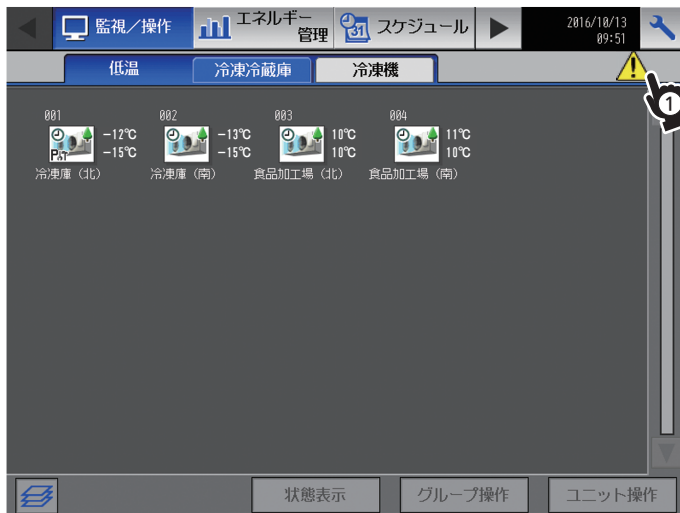 監視／操作
エネルギー
管理
31
スケジュール
2016/10/13
09:51
低温
冷凍冷蔵庫
冷凍機
1
001
-12℃
-15℃
P&T
冷凍庫（北）
002
-13℃
-15℃
冷凍庫（南）
003
10℃
10℃
食品加工場（北）
004
11℃
10℃
食品加工場（南）
状態表示
グループ操作
ユニット操作